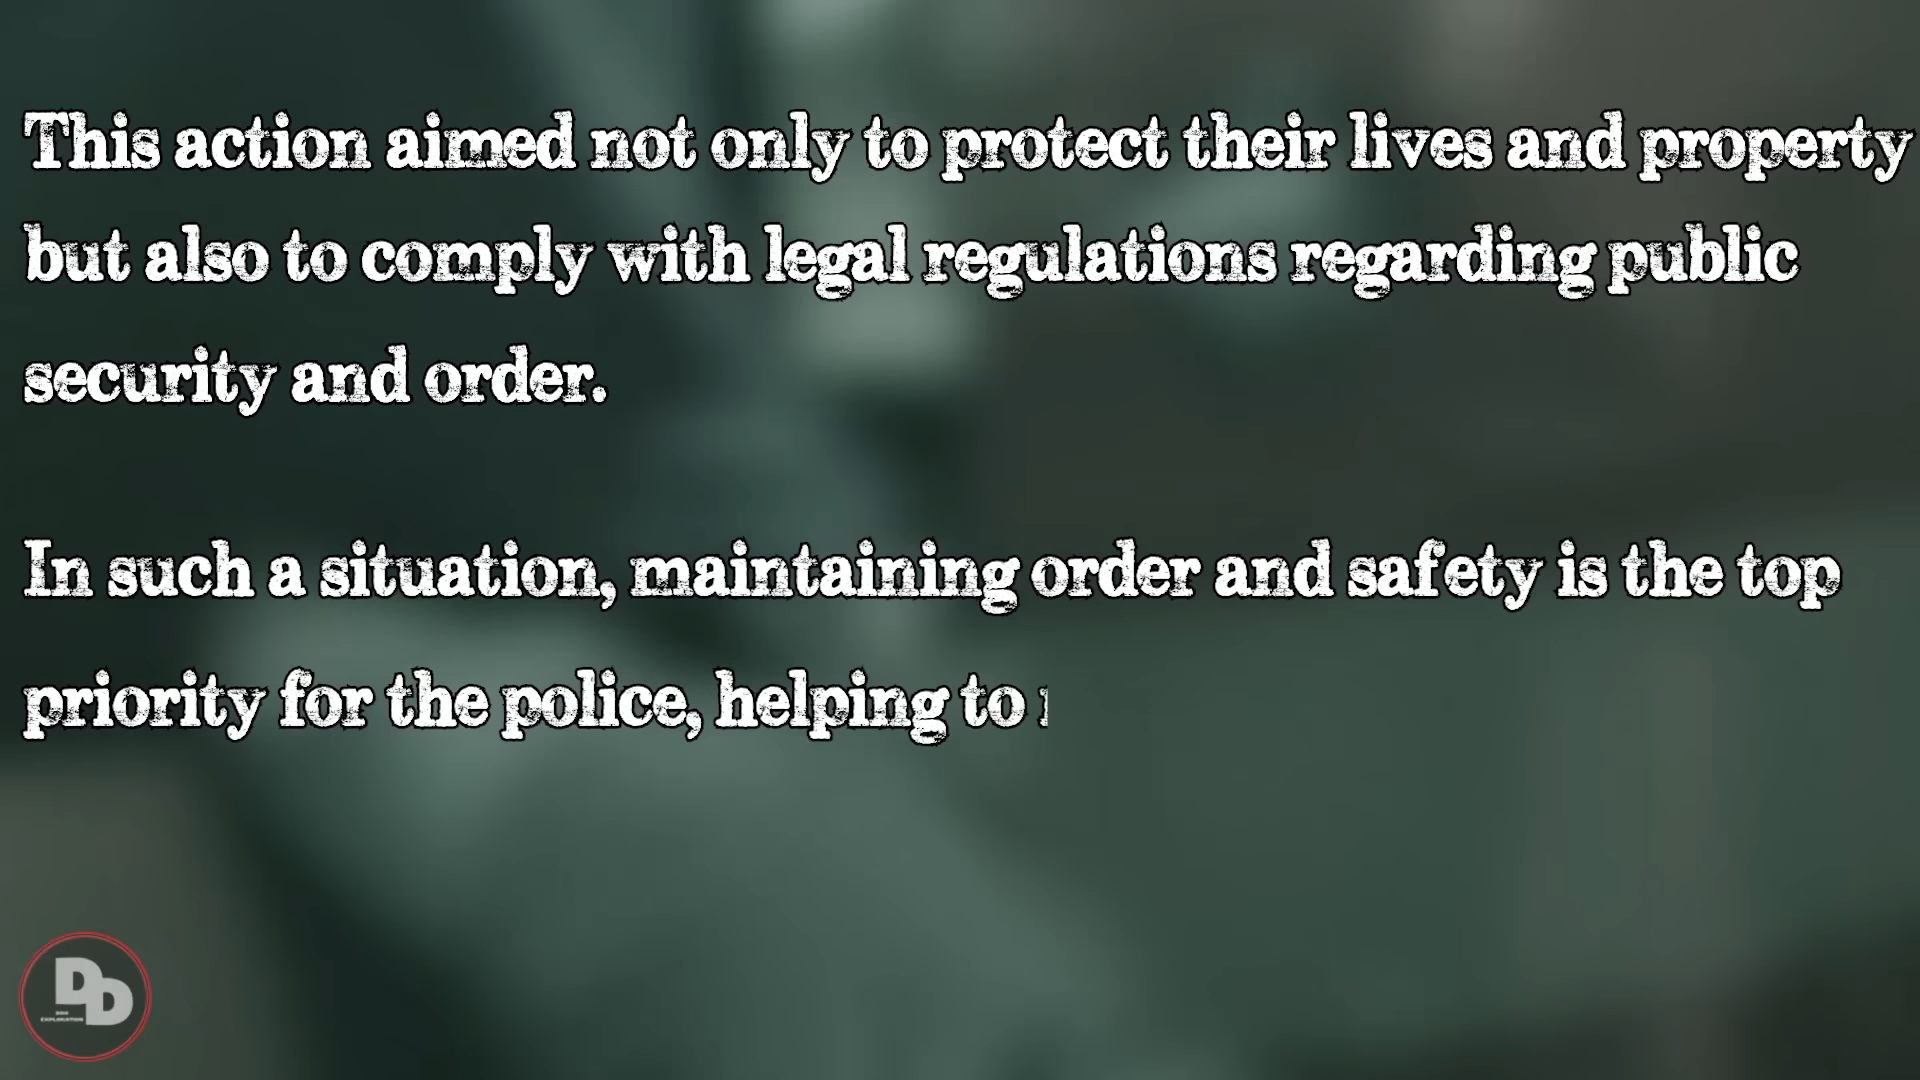 This action aimed not only to protect their lives and property
but also to comply with legal regulations regarding public
security and order.
In such a situation, maintaining order and safety is the top
priority for the police, helping to
DD
EXPLORATION